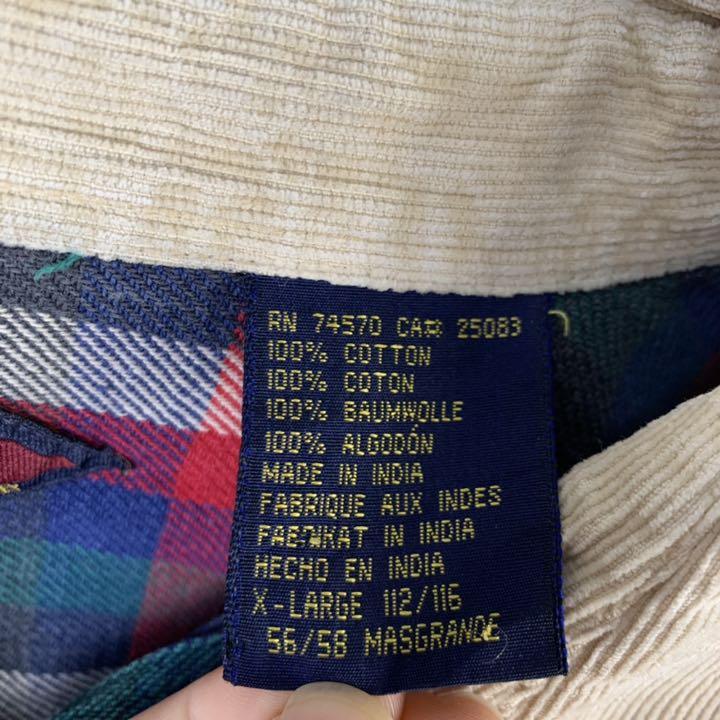 RN 74570 CA# 25083
100% COTTON
100% COTON
100% BAUMWOLLE
100% ALGODÓN
MADE IN INDIA
FABRIQUE AUX INDES
FABRIKAT IN INDIA
HECHO EN INDIA
X-LARGE 112/116
56/58 MASGRANDE